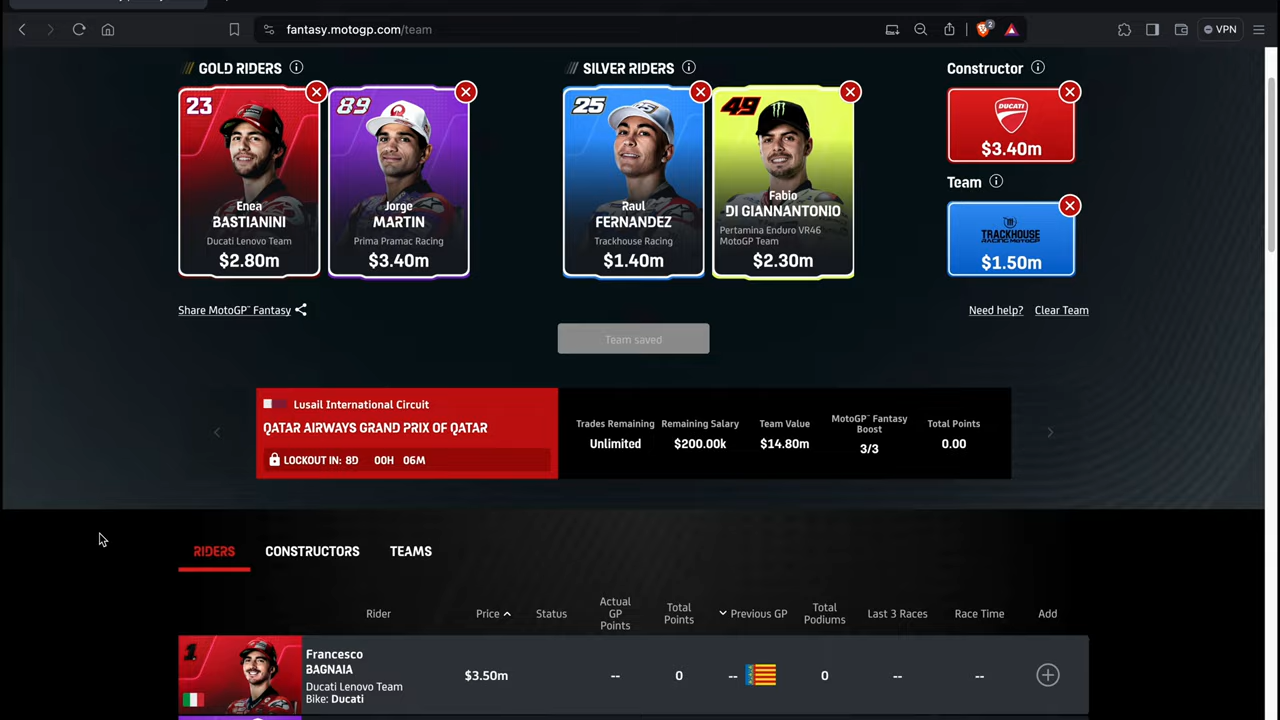 fantasy.motogp.com/team
2
VPN
GOLD RIDERS
SILVER RIDERS
Constructor
23
89
25
49
DUCATI
$3.40m
Enea
BASTIANINI
Ducati Lenovo Team
$2.80m
Jorge
MARTIN
Prima Pramac Racing
$3.40m
Raul
FERNANDEZ
Trackhouse Racing
$1.40m
Fabio
DI GIANNANTONIO
Pertamina Enduro VR46
MotoGP Team
$2.30m
Team
TRACKHOUSE
RACING MOTOGP
$1.50m
Share MotoGP™ Fantasy
Need help?
Clear Team
Team saved
Lusail International Circuit
QATAR AIRWAYS GRAND PRIX OF QATAR
LOCKOUT IN: 8D 00H 06M
Trades Remaining
Unlimited
Remaining Salary
$200.00k
Team Value
$14.80m
MotoGP™ Fantasy
Boost
3/3
Total Points
0.00
RIDERS
CONSTRUCTORS
TEAMS
Rider
Price
Status
Actual
GP
Points
Total
Points
Previous GP
Total
Podiums
Last 3 Races
Race Time
Add
1
Francesco
BAGNAIA
Ducati Lenovo Team
Bike: Ducati
$3.50m
--
0
--
0
--
--